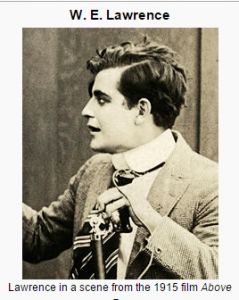 W. E. Lawrence
Lawrence in a scene from the 1915 film Above